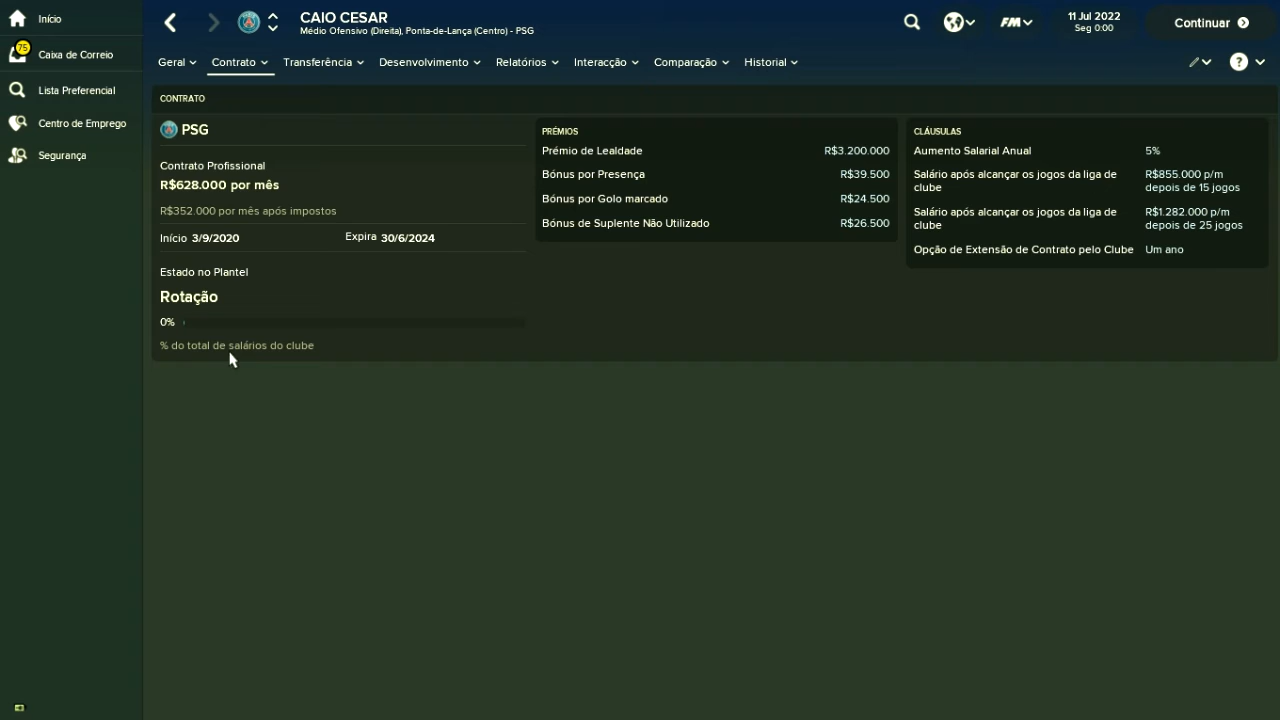 Início
75
Caixa de Correio
Lista Preferencial
Centro de Emprego
Segurança
CAIO CESAR
Médio Ofensivo (Direita), Ponta-de-Lança (Centro) - PSG
FM
11 Jul 2022
Seg 0:00
Continuar
Geral
Contrato
Transferência
Desenvolvimento
Relatórios
Interacção
Comparação
Historial
?
CONTRATO
PSG
Contrato Profissional
R$628.000 por mês
R$352.000 por mês após impostos
Início 3/9/2020
Expira 30/6/2024
Estado no Plantel
Rotação
0%
% do total de salários do clube
PRÉMIOS
Prémio de Lealdade R$3.200.000
Bónus por Presença R$39.500
Bónus por Golo marcado R$24.500
Bónus de Suplente Não Utilizado R$26.500
CLÁUSULAS
Aumento Salarial Anual 5%
Salário após alcançar os jogos da liga de clube
R$855.000 p/m depois de 15 jogos
Salário após alcançar os jogos da liga de clube
R$1.282.000 p/m depois de 25 jogos
Opção de Extensão de Contrato pelo Clube Um ano